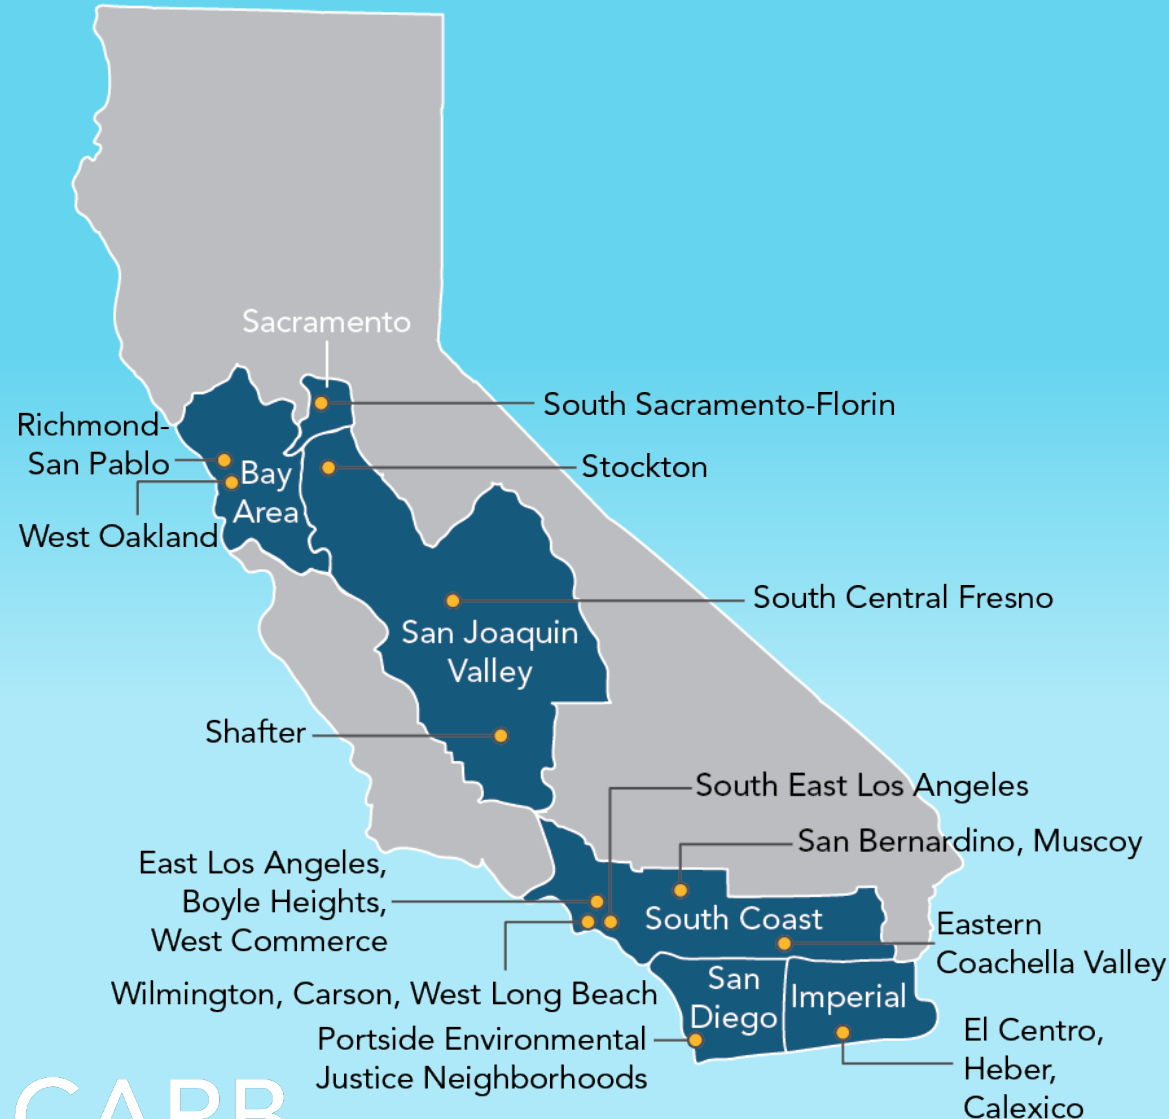 Sacramento
South Sacramento-Florin
Richmond-
San Pablo
Bay
Area
Stockton
West Oakland
South Central Fresno
San Joaquin
Valley
Shafter
South East Los Angeles
San Bernardino, Muscoy
East Los Angeles,
Boyle Heights,
West Commerce
South Coast
Eastern
Coachella Valley
Wilmington, Carson, West Long Beach
San
Diego
Imperial
Portside Environmental
Justice Neighborhoods
El Centro,
Heber,
Calexico
CARB